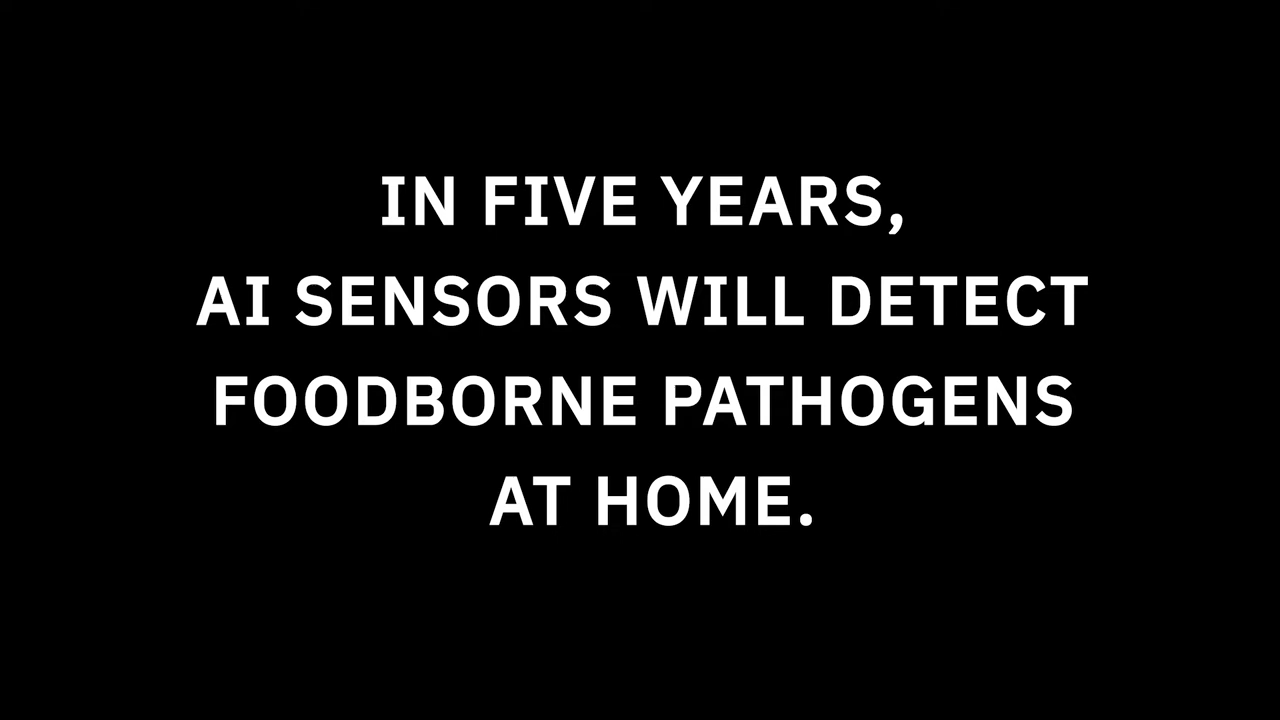 IN FIVE YEARS,
AI SENSORS WILL DETECT
FOODBORNE PATHOGENS
AT HOME.